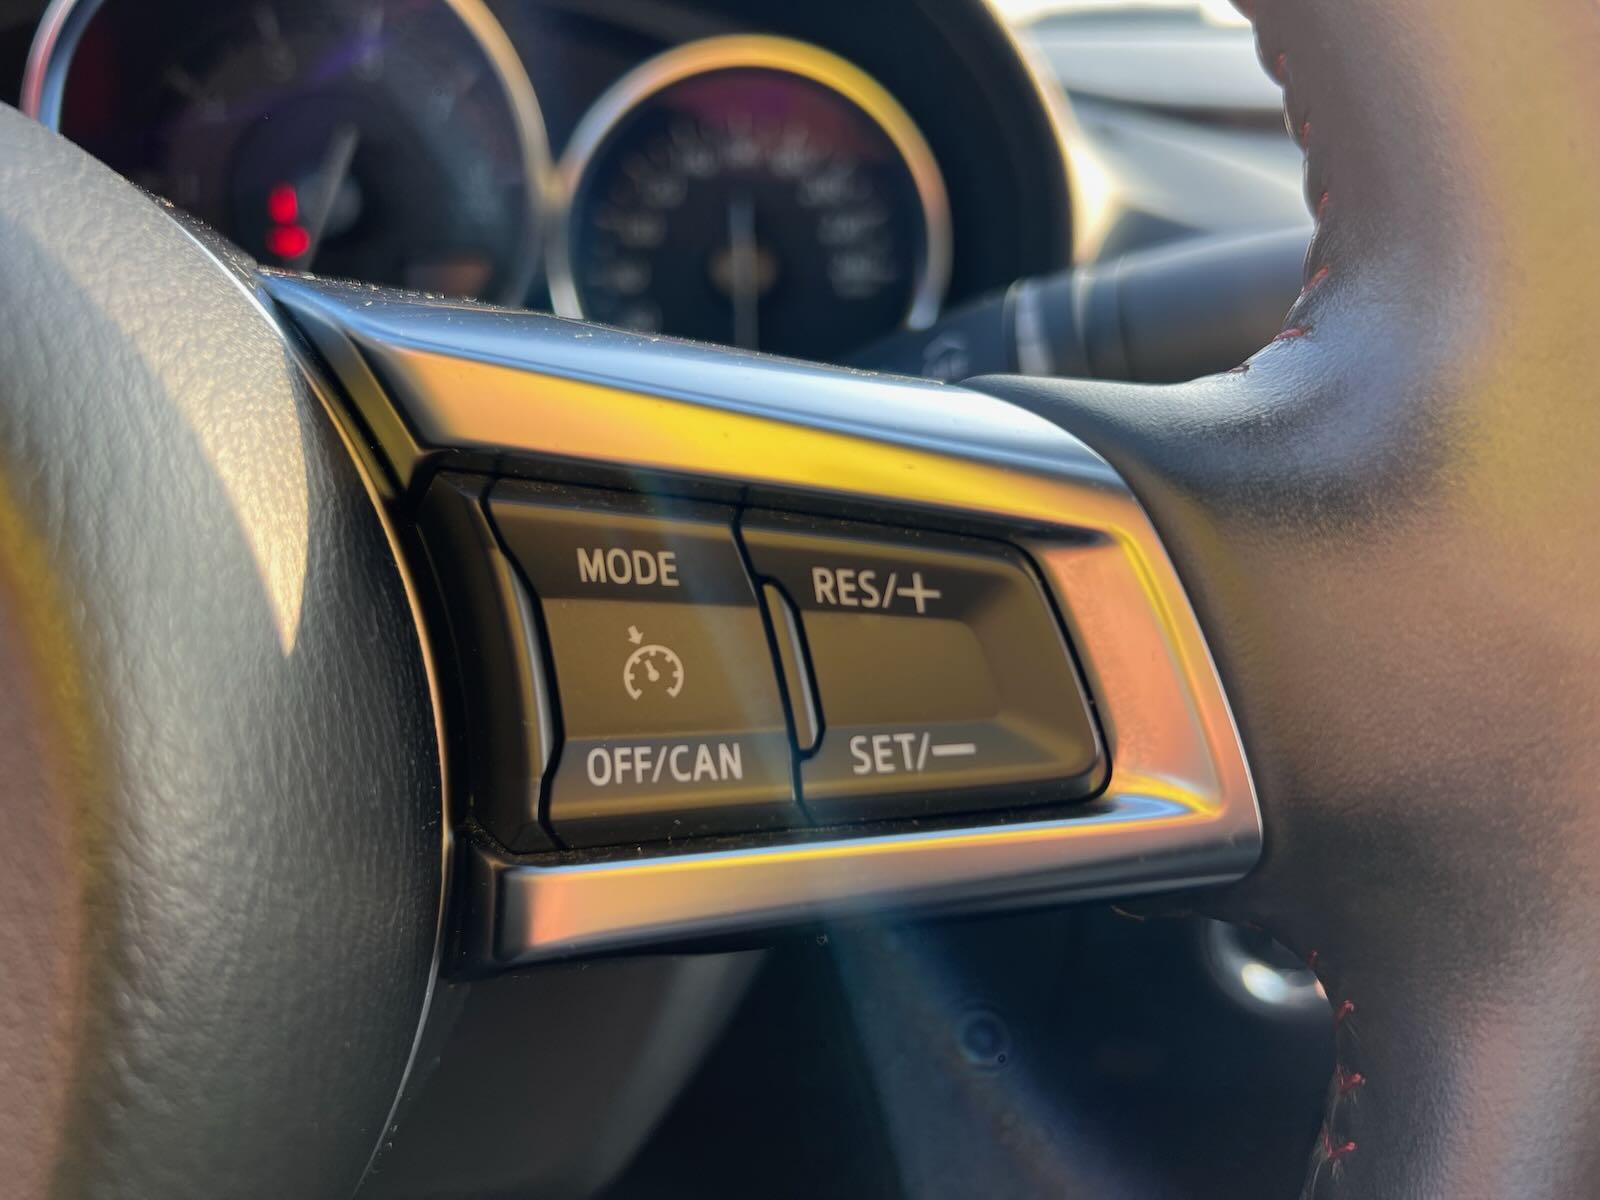 MODE
RES/+
OFF/CAN
SET/—